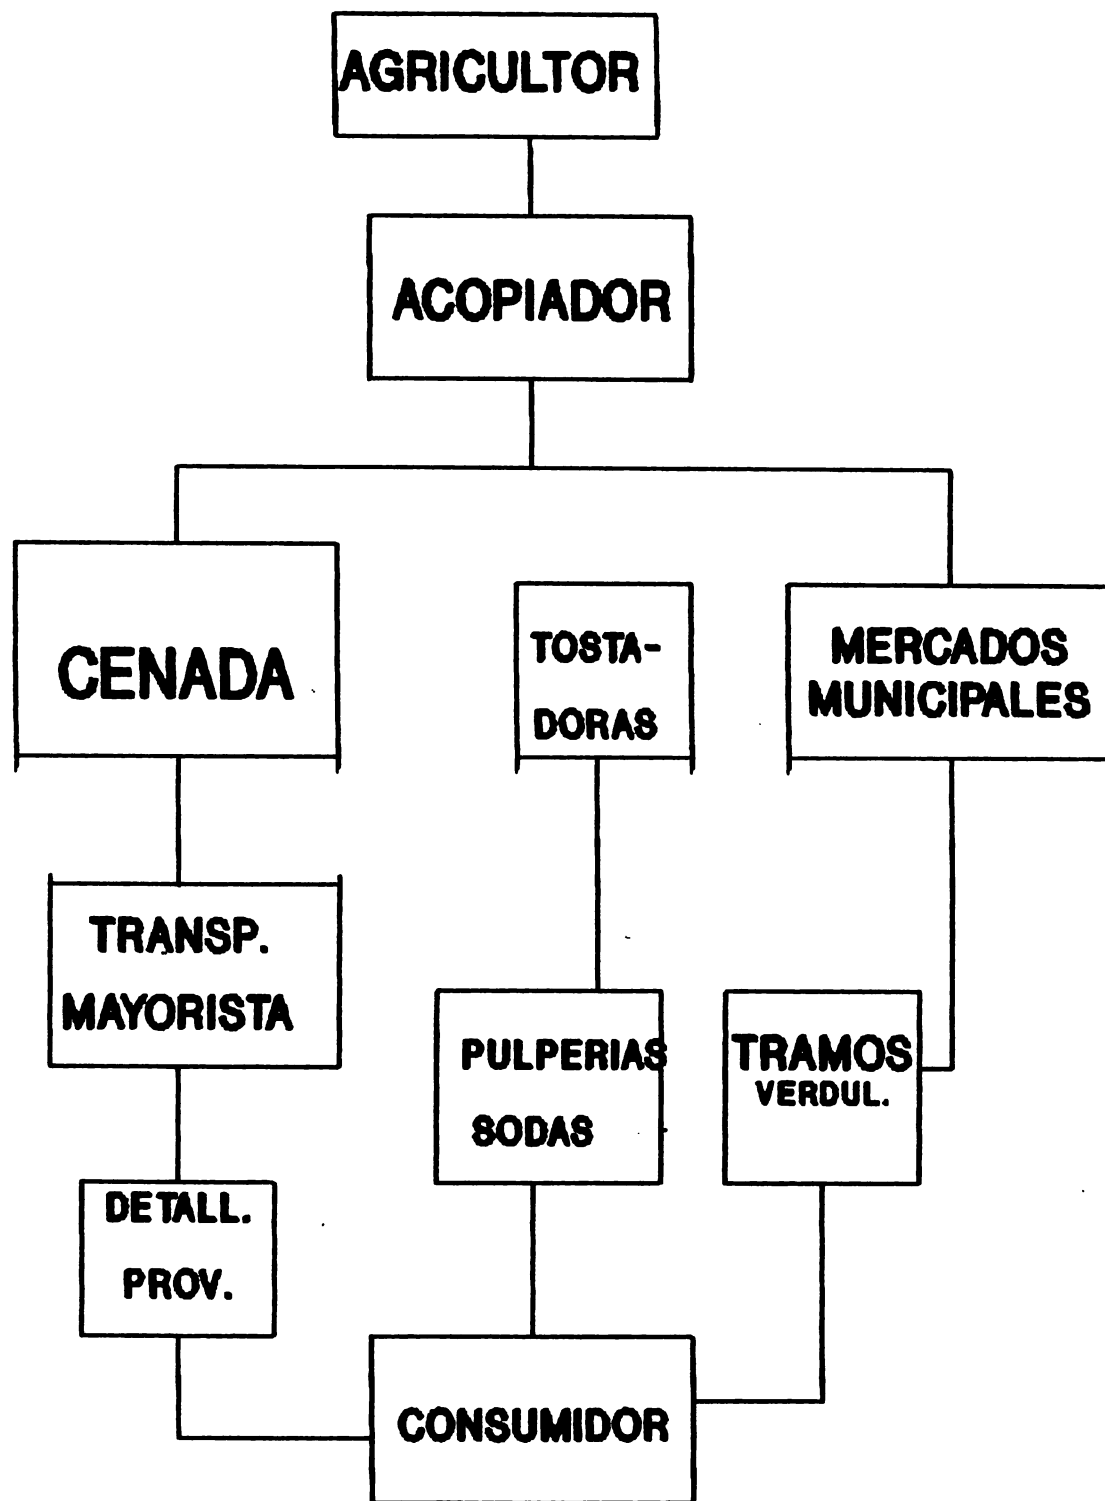 AGRICULTOR
ACOPIADOR
CENADA
TOSTA-
DORAS
MERCADOS
MUNICIPALES
TRANSP.
MAYORISTA
PULPERIAS
SODAS
TRAMOS
VERDUL.
DETALL.
PROV.
CONSUMIDOR